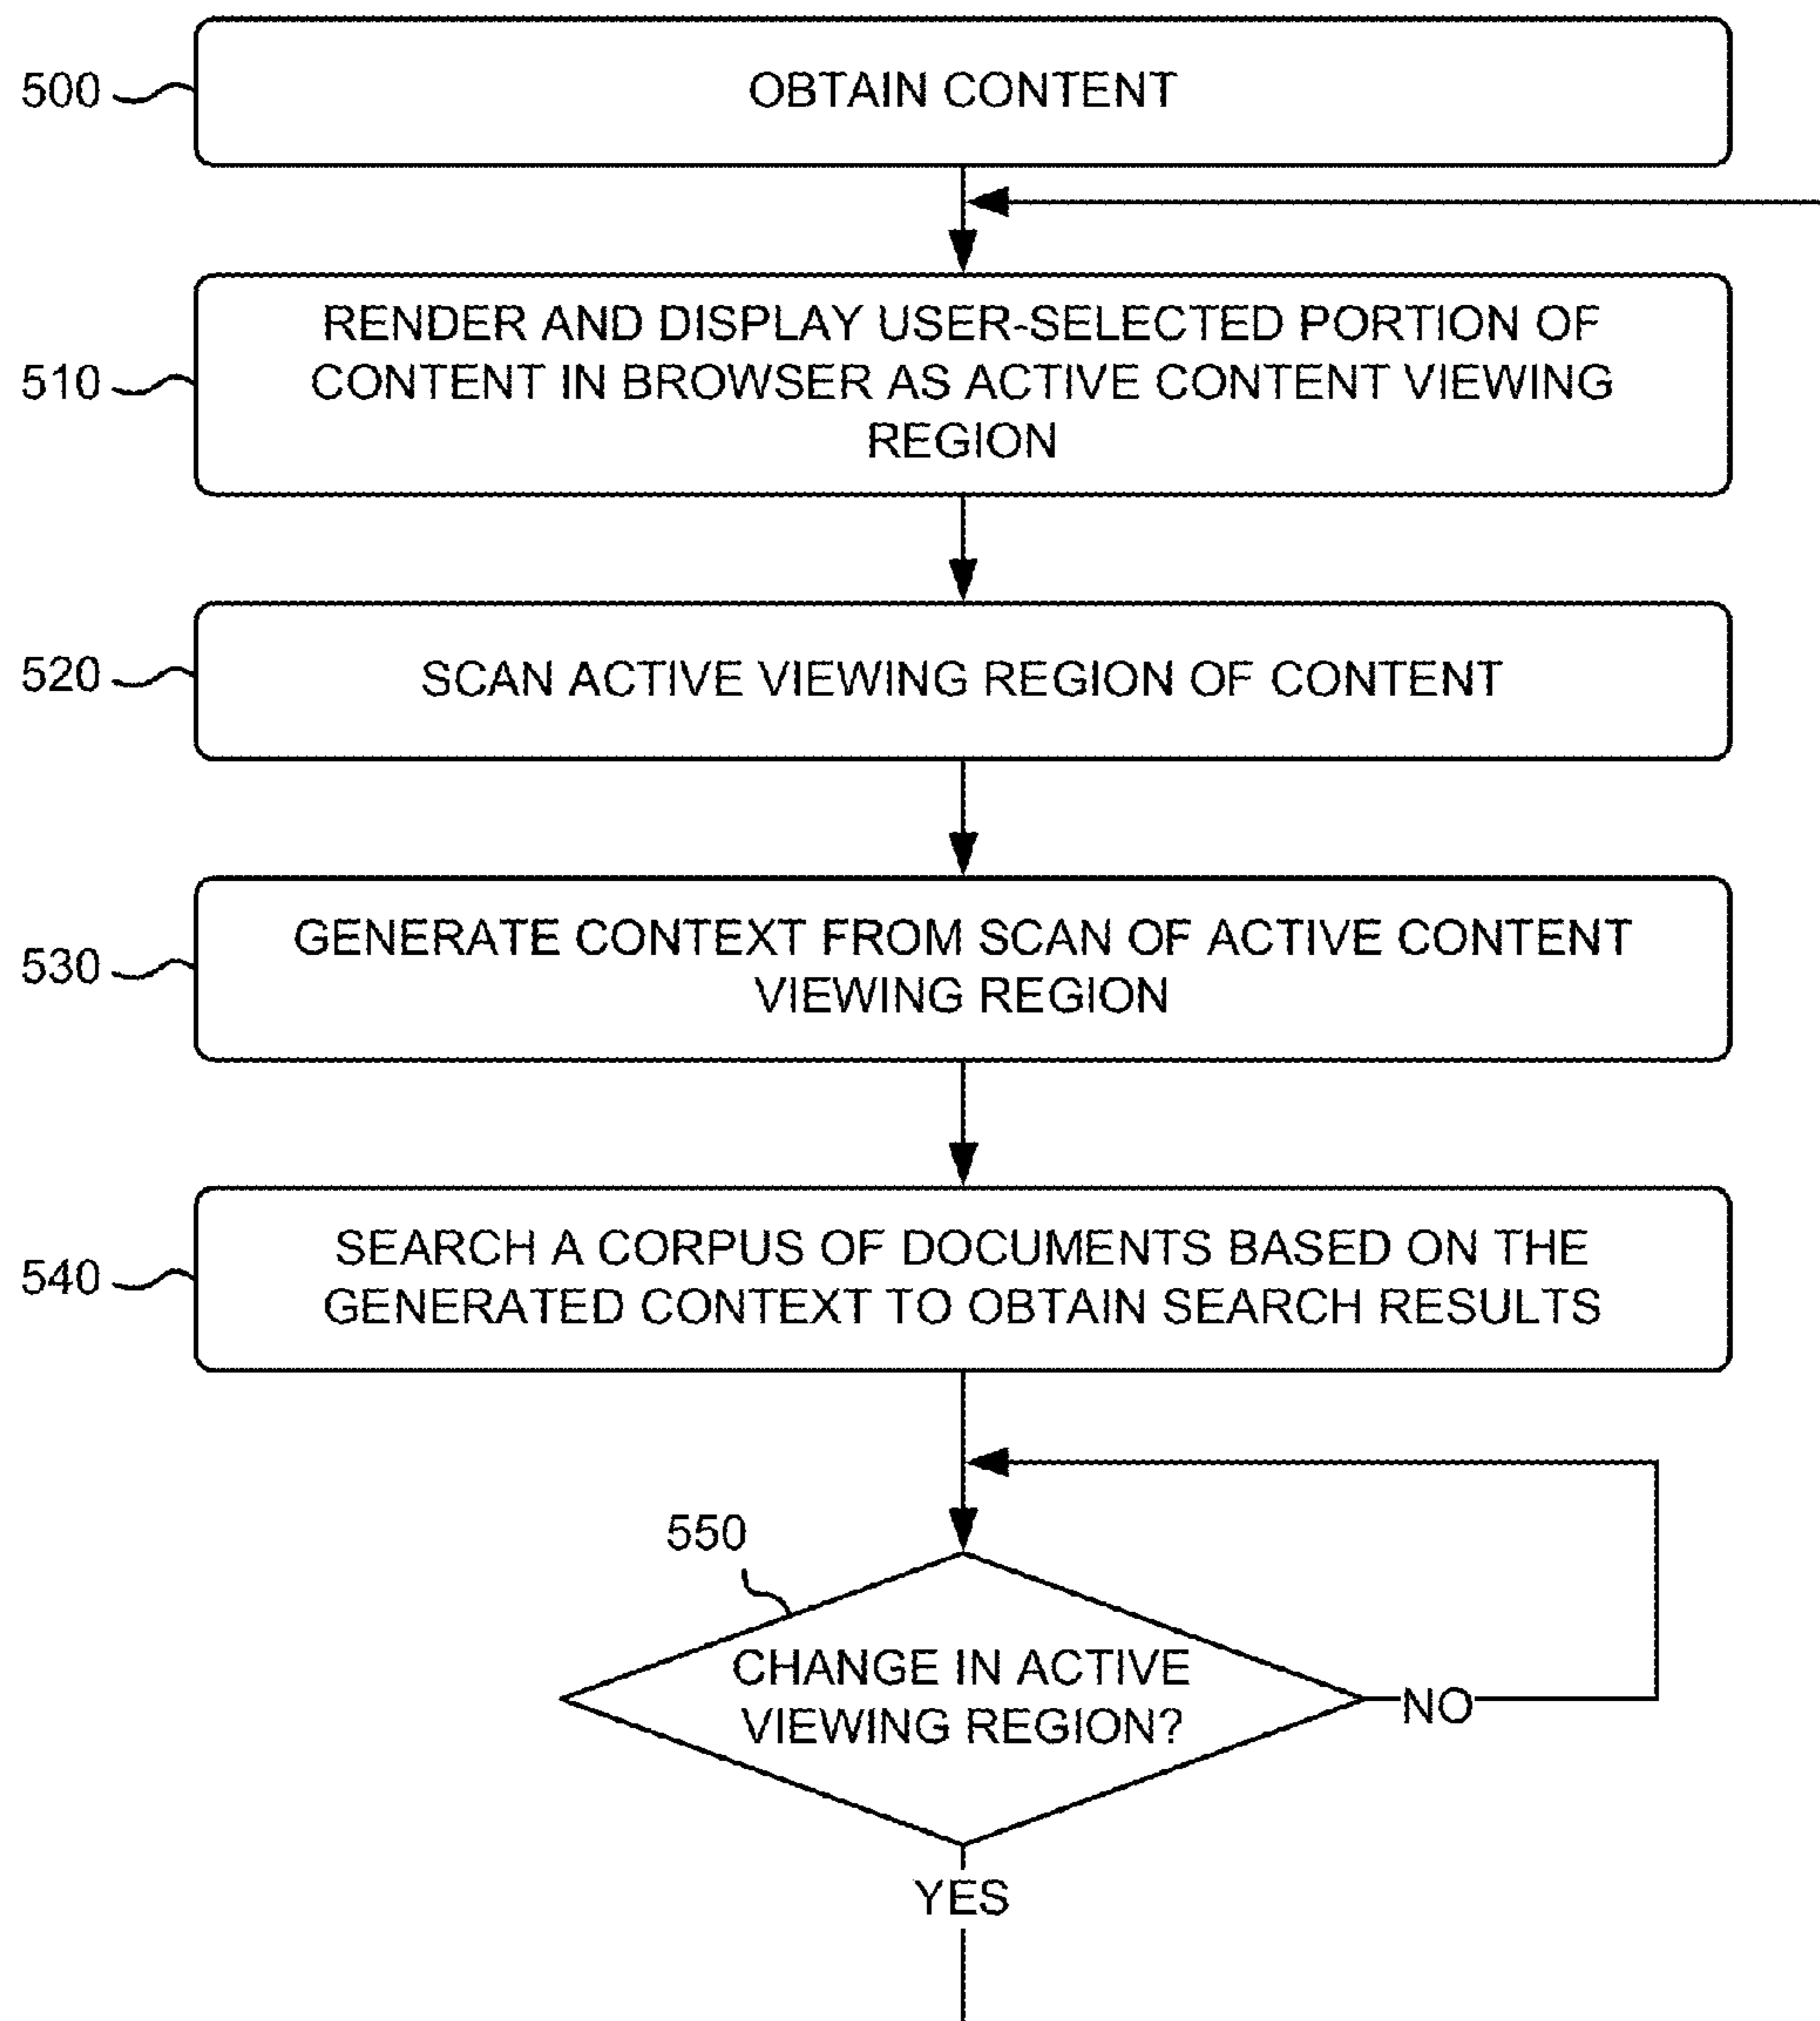 500
OBTAIN CONTENT
510
RENDER AND DISPLAY USER-SELECTED PORTION OF
CONTENT IN BROWSER AS ACTIVE CONTENT VIEWING
REGION
520
SCAN ACTIVE VIEWING REGION OF CONTENT
530
GENERATE CONTEXT FROM SCAN OF ACTIVE CONTENT
VIEWING REGION
540
SEARCH A CORPUS OF DOCUMENTS BASED ON THE
GENERATED CONTEXT TO OBTAIN SEARCH RESULTS
550
CHANGE IN ACTIVE
VIEWING REGION?
NO
YES